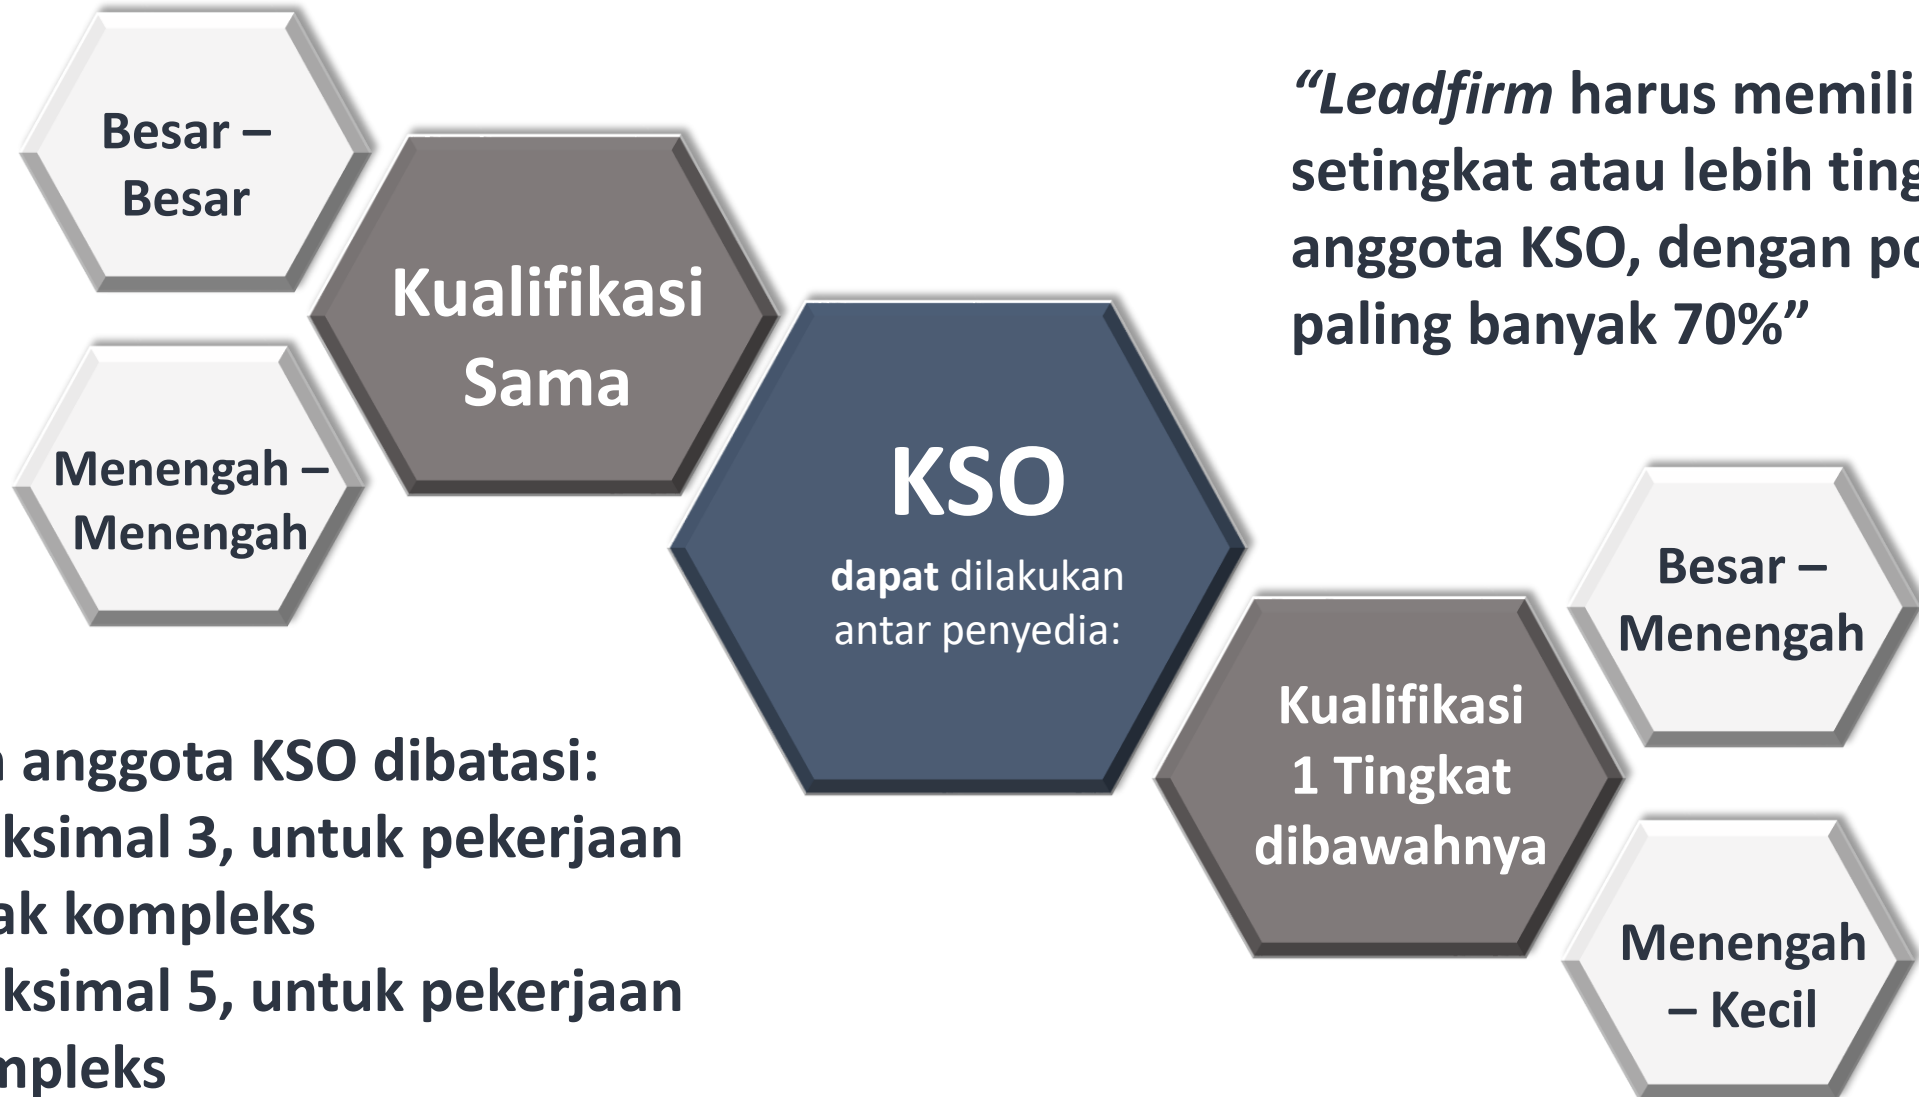 Besar –
Besar
Menengah –
Menengah
Kualifikasi
Sama
KSO
dapat dilakukan
antar penyedia:
“Leadfirm harus memili
setingkat atau lebih ting
anggota KSO, dengan po
paling banyak 70%”
Kualifikasi
1 Tingkat
dibawahnya
Besar –
Menengah
Menengah
– Kecil
anggota KSO dibatasi:
ksimal 3, untuk pekerjaan
ak kompleks
ksimal 5, untuk pekerjaan
mpleks